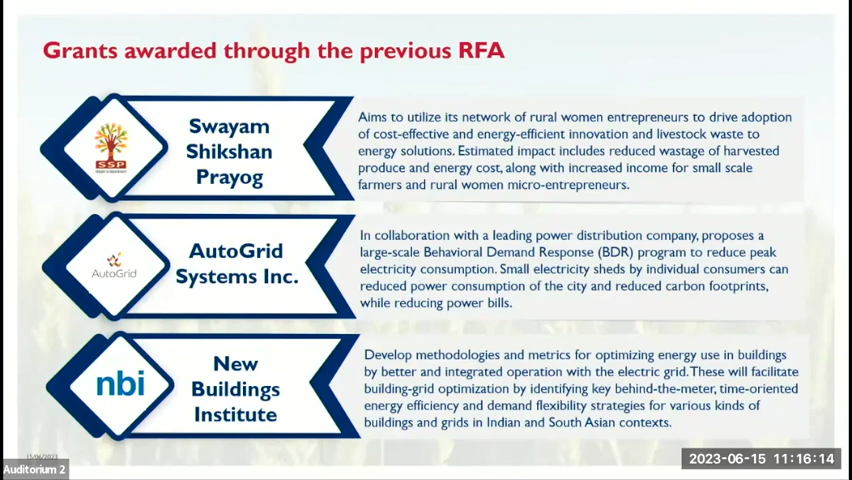 Grants awarded through the previous RFA
SSP
Swayam
Shikshan
Prayog
Aims to utilize its network of rural women entrepreneurs to drive adoption
of cost-effective and energy-efficient innovation and livestock waste to
energy solutions. Estimated impact includes reduced wastage of harvested
produce and energy cost, along with increased income for small scale
farmers and rural women micro-entrepreneurs.
AutoGrid
AutoGrid
Systems Inc.
In collaboration with a leading power distribution company, proposes a
large-scale Behavioral Demand Response (BDR) program to reduce peak
electricity consumption. Small electricity sheds by individual consumers can
reduced power consumption of the city and reduced carbon footprints,
while reducing power bills.
nbi
New
Buildings
Institute
Develop methodologies and metrics for optimizing energy use in buildings
by better and integrated operation with the electric grid. These will facilitate
building-grid optimization by identifying key behind-the-meter, time-oriented
energy efficiency and demand flexibility strategies for various kinds of
buildings and grids in Indian and South Asian contexts.
15/06/2023
Auditorium 2
2023-06-15 11:16:14